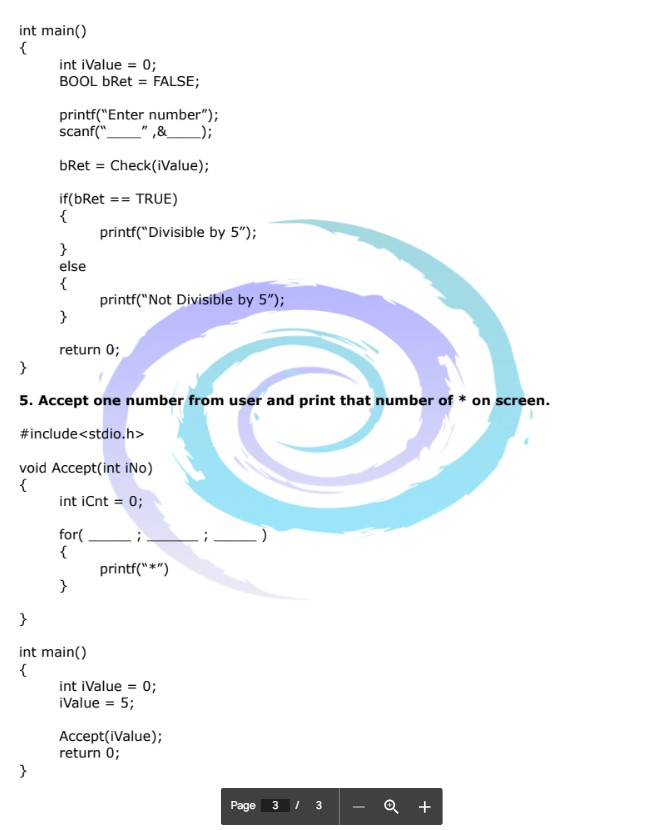 int main()
{
int iValue = 0;
BOOL bRet = FALSE;
printf(“Enter number”);
scanf(“_____” ,&_____);
bRet = Check(iValue);
if(bRet == TRUE)
{
printf(“Divisible by 5”);
}
else
{
printf(“Not Divisible by 5”);
}
return 0;
}
5. Accept one number from user and print that number of * on screen.
#include<stdio.h>
void Accept(int iNo)
{
int iCnt = 0;
for( _____ ; ______ ; _____ )
{
printf(“*”)
}
}
int main()
{
int iValue = 0;
iValue = 5;
Accept(iValue);
return 0;
}
Page 3 / 3 — +